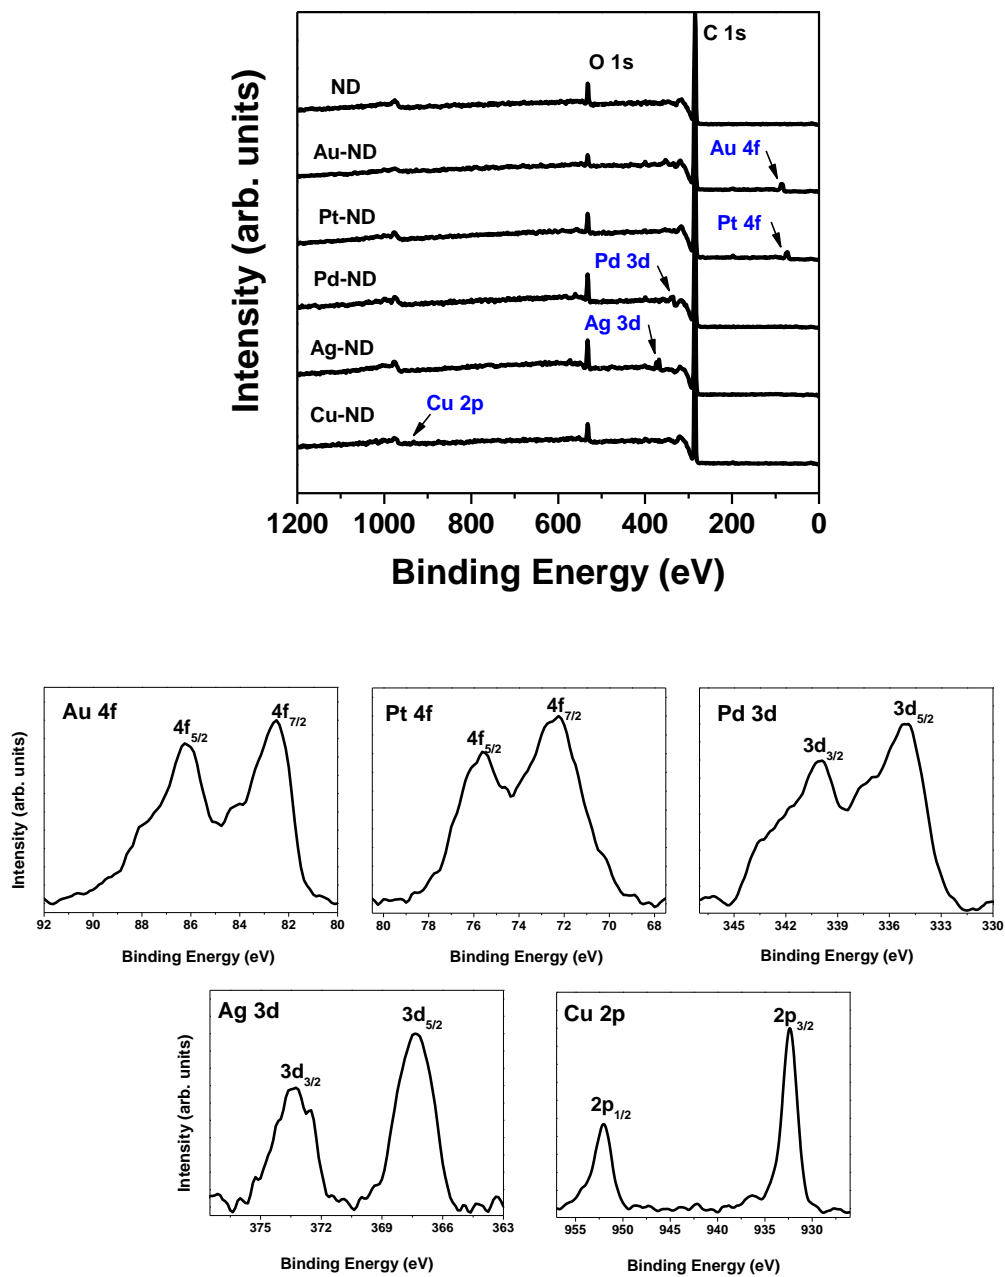 Intensity (arb. units)
C 1s
O 1s
ND
Au-ND
Au 4f
Pt-ND
Pt 4f
Pd-ND
Pd 3d
Ag-ND
Ag 3d
Cu-ND
Cu 2p
1200 1000 800 600 400 200 0
Binding Energy (eV)
Intensity (arb. units)
Au 4f
4f5/2
4f7/2
92 90 88 86 84 82 80
Binding Energy (eV)
Pt 4f
4f5/2
4f7/2
80 78 76 74 72 70 68
Binding Energy (eV)
Pd 3d
3d3/2
3d5/2
345 342 339 336 333 330
Binding Energy (eV)
Intensity (arb. units)
Ag 3d
3d3/2
3d5/2
375 372 369 366 363
Binding Energy (eV)
Cu 2p
2p1/2
2p3/2
955 950 945 940 935 930
Binding Energy (eV)